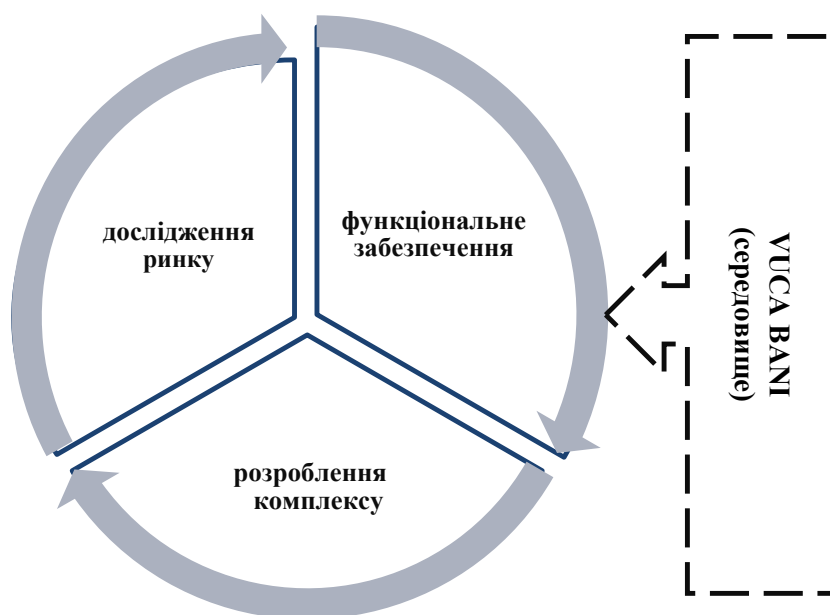 дослідження
ринку
функціональне
забезпечення
розроблення
комплексу
VUCA BANI
(середовище)